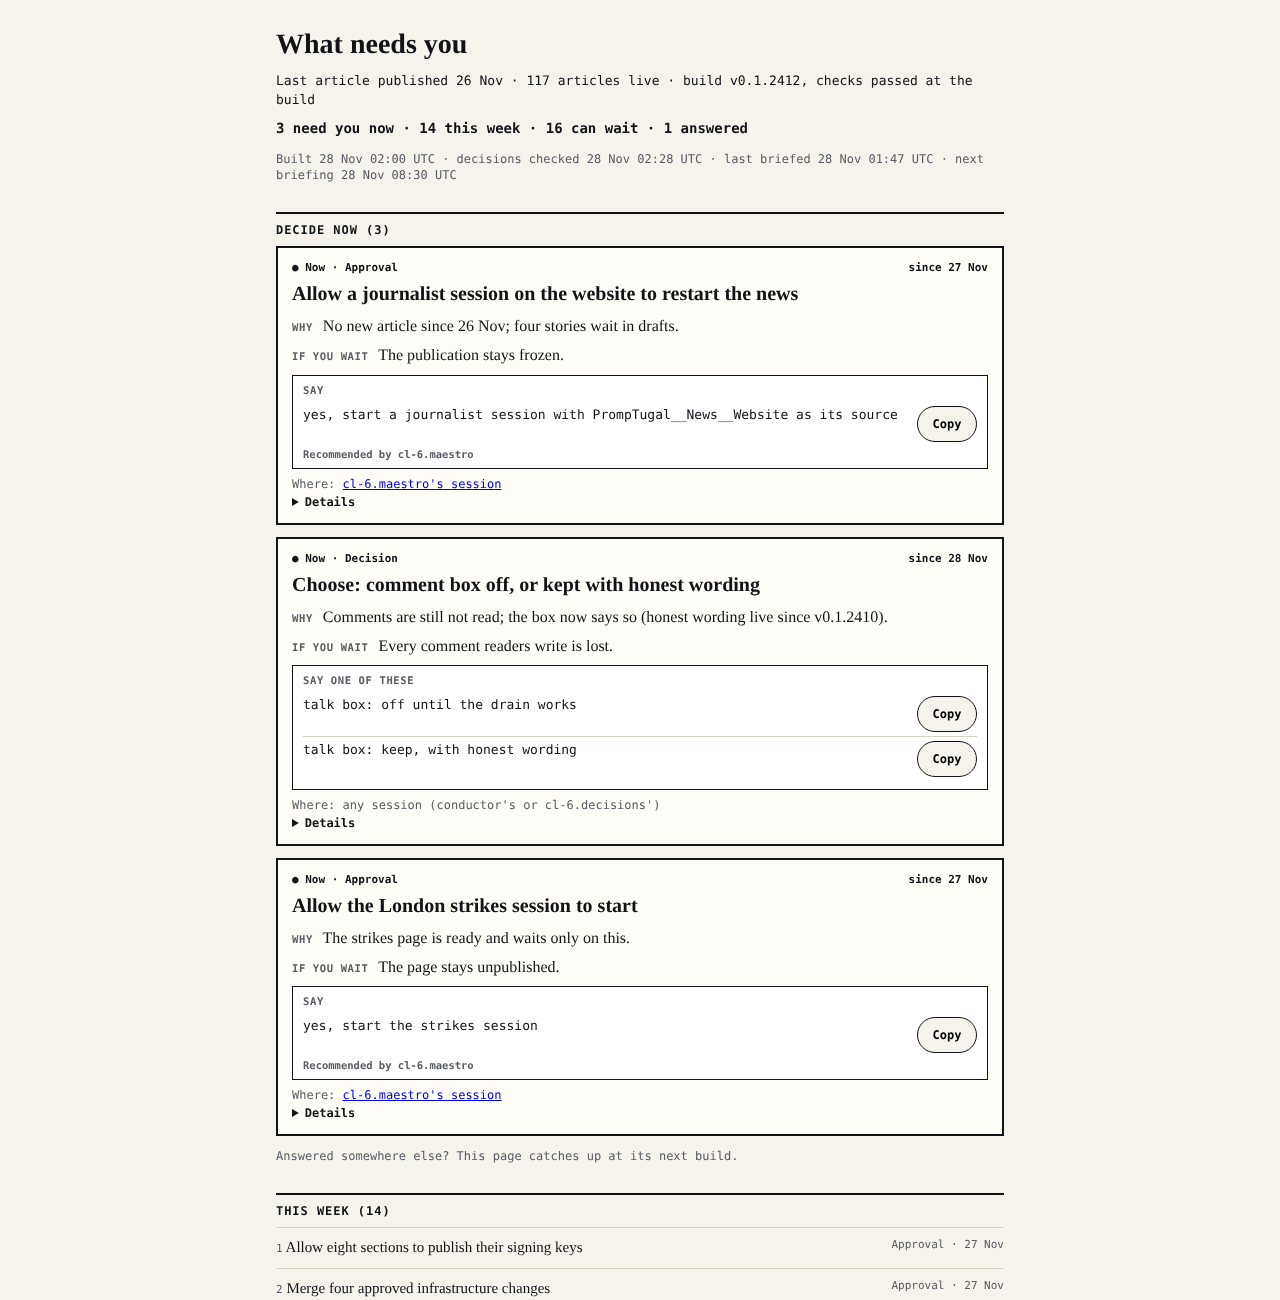 What needs you
Last article published 26 Nov · 117 articles live · build v0.1.2412, checks passed at the
build
3 need you now · 14 this week · 16 can wait · 1 answered
Built 28 Nov 02:00 UTC · decisions checked 28 Nov 02:28 UTC · last briefed 28 Nov 01:47 UTC · next
briefing 28 Nov 08:30 UTC
DECIDE NOW (3)
● Now · Approval since 27 Nov
Allow a journalist session on the website to restart the news
WHY No new article since 26 Nov; four stories wait in drafts.
IF YOU WAIT The publication stays frozen.
SAY
yes, start a journalist session with PrompTugal__News__Website as its source Copy
Recommended by cl-6.maestro
Where: cl-6.maestro's session
▶ Details
● Now · Decision since 28 Nov
Choose: comment box off, or kept with honest wording
WHY Comments are still not read; the box now says so (honest wording live since v0.1.2410).
IF YOU WAIT Every comment readers write is lost.
SAY ONE OF THESE
talk box: off until the drain works Copy
talk box: keep, with honest wording Copy
Where: any session (conductor's or cl-6.decisions')
▶ Details
● Now · Approval since 27 Nov
Allow the London strikes session to start
WHY The strikes page is ready and waits only on this.
IF YOU WAIT The page stays unpublished.
SAY
yes, start the strikes session Copy
Recommended by cl-6.maestro
Where: cl-6.maestro's session
▶ Details
Answered somewhere else? This page catches up at its next build.
THIS WEEK (14)
1 Allow eight sections to publish their signing keys Approval · 27 Nov
2 Merge four approved infrastructure changes Approval · 27 Nov